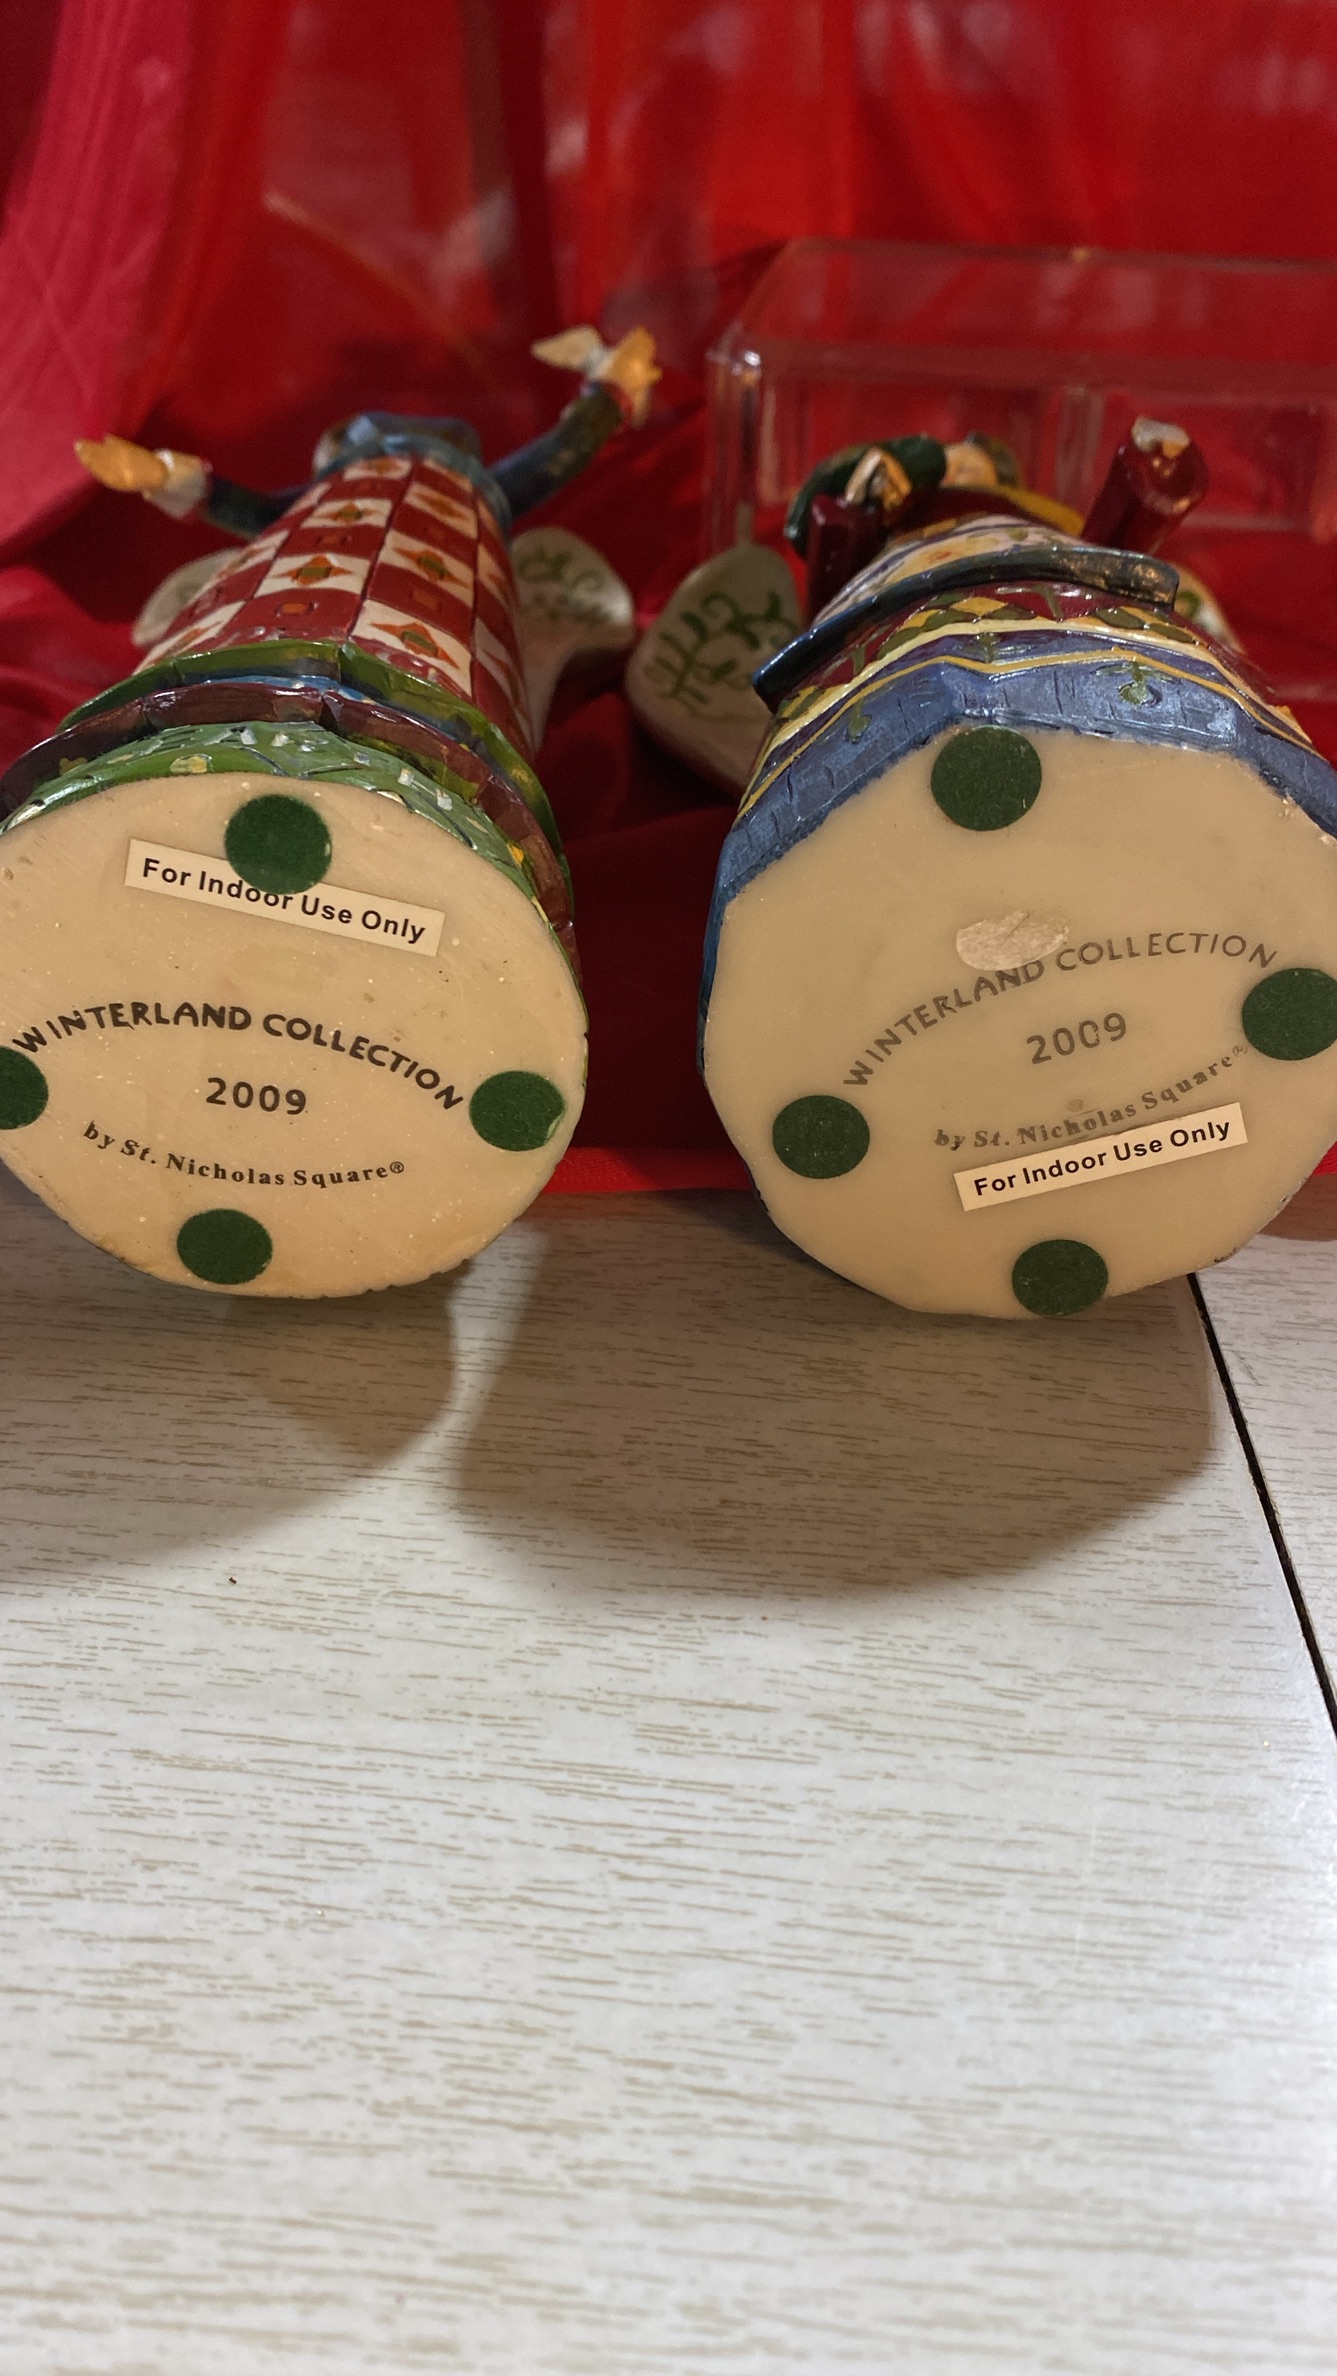 For Indoor Use Only
WINTERLAND COLLECTION
2009
by St. Nicholas Square®
WINTERLAND COLLECTION
2009
by St. Nicholas Square®
For Indoor Use Only